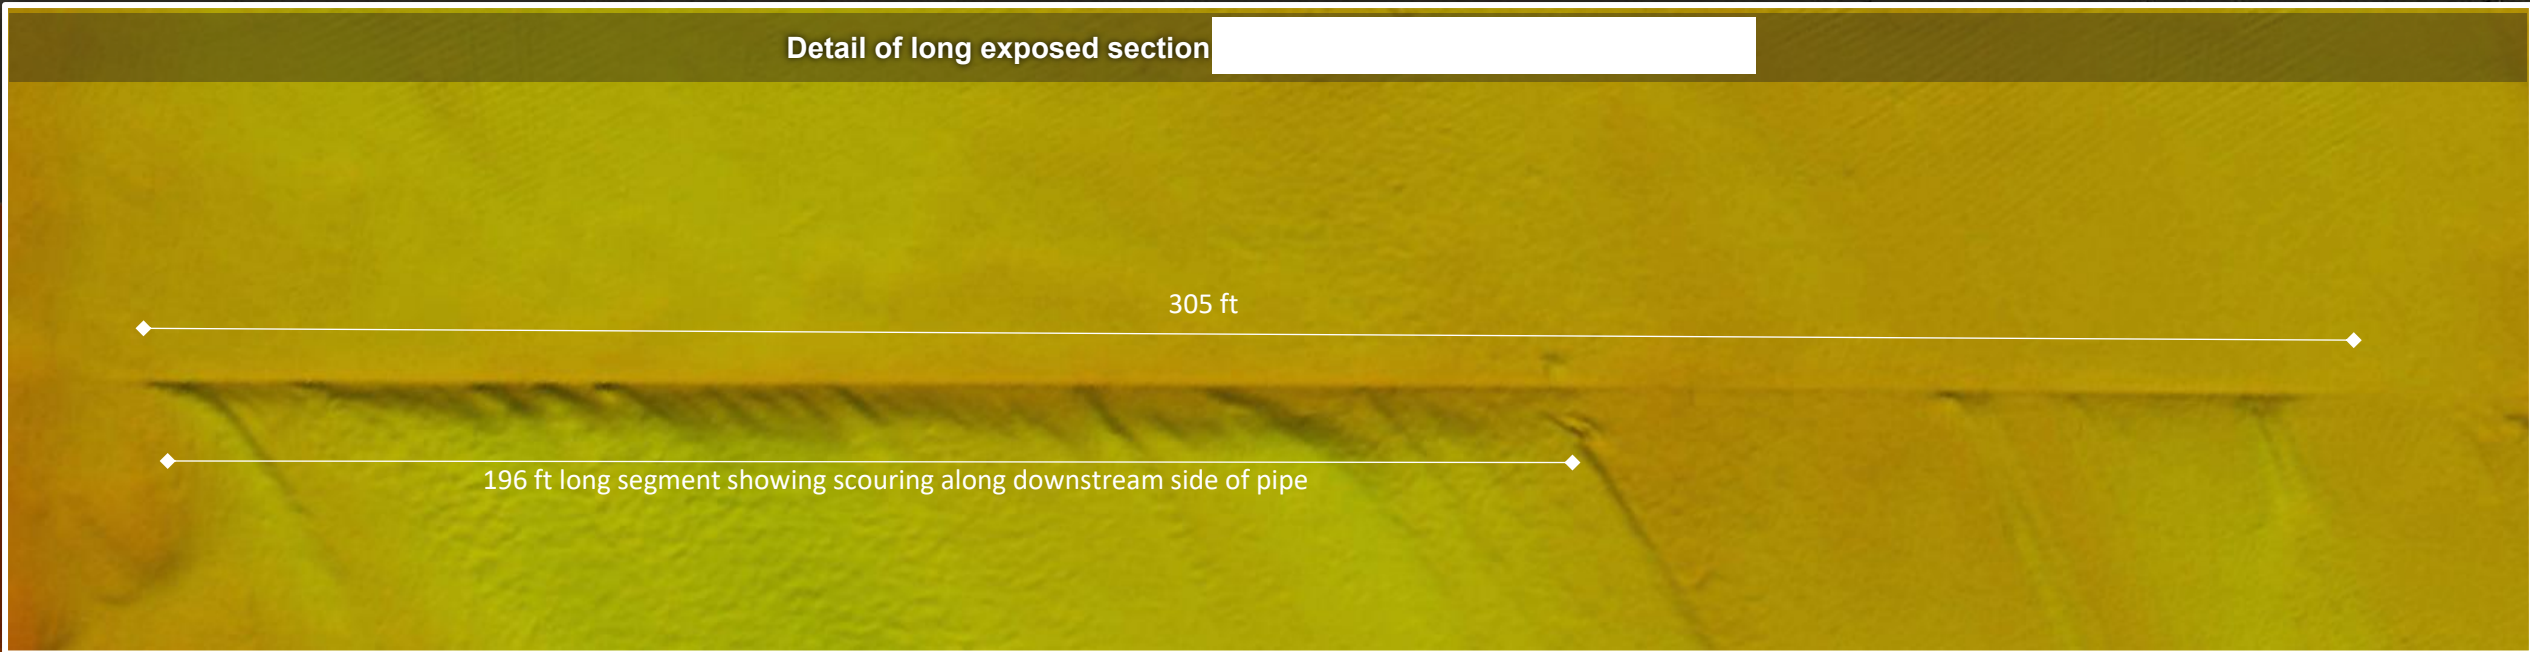 Detail of long exposed section
305 ft
196 ft long segment showing scouring along downstream side of pipe